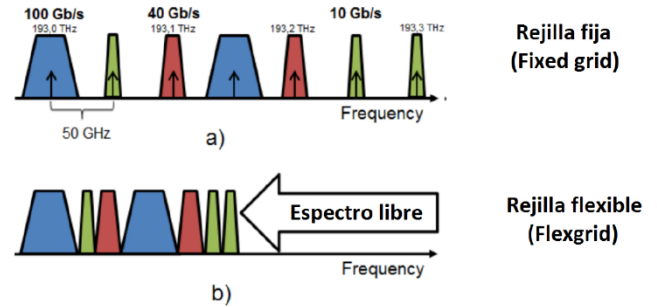 100 Gb/s 40 Gb/s 10 Gb/s
193,0 THz 193,1 THz 193,2 THz 193,3 THz
Rejilla fija
(Fixed grid)
Frequency
50 GHz
a)
Espectro libre
Rejilla flexible
(Flexgrid)
Frequency
b)